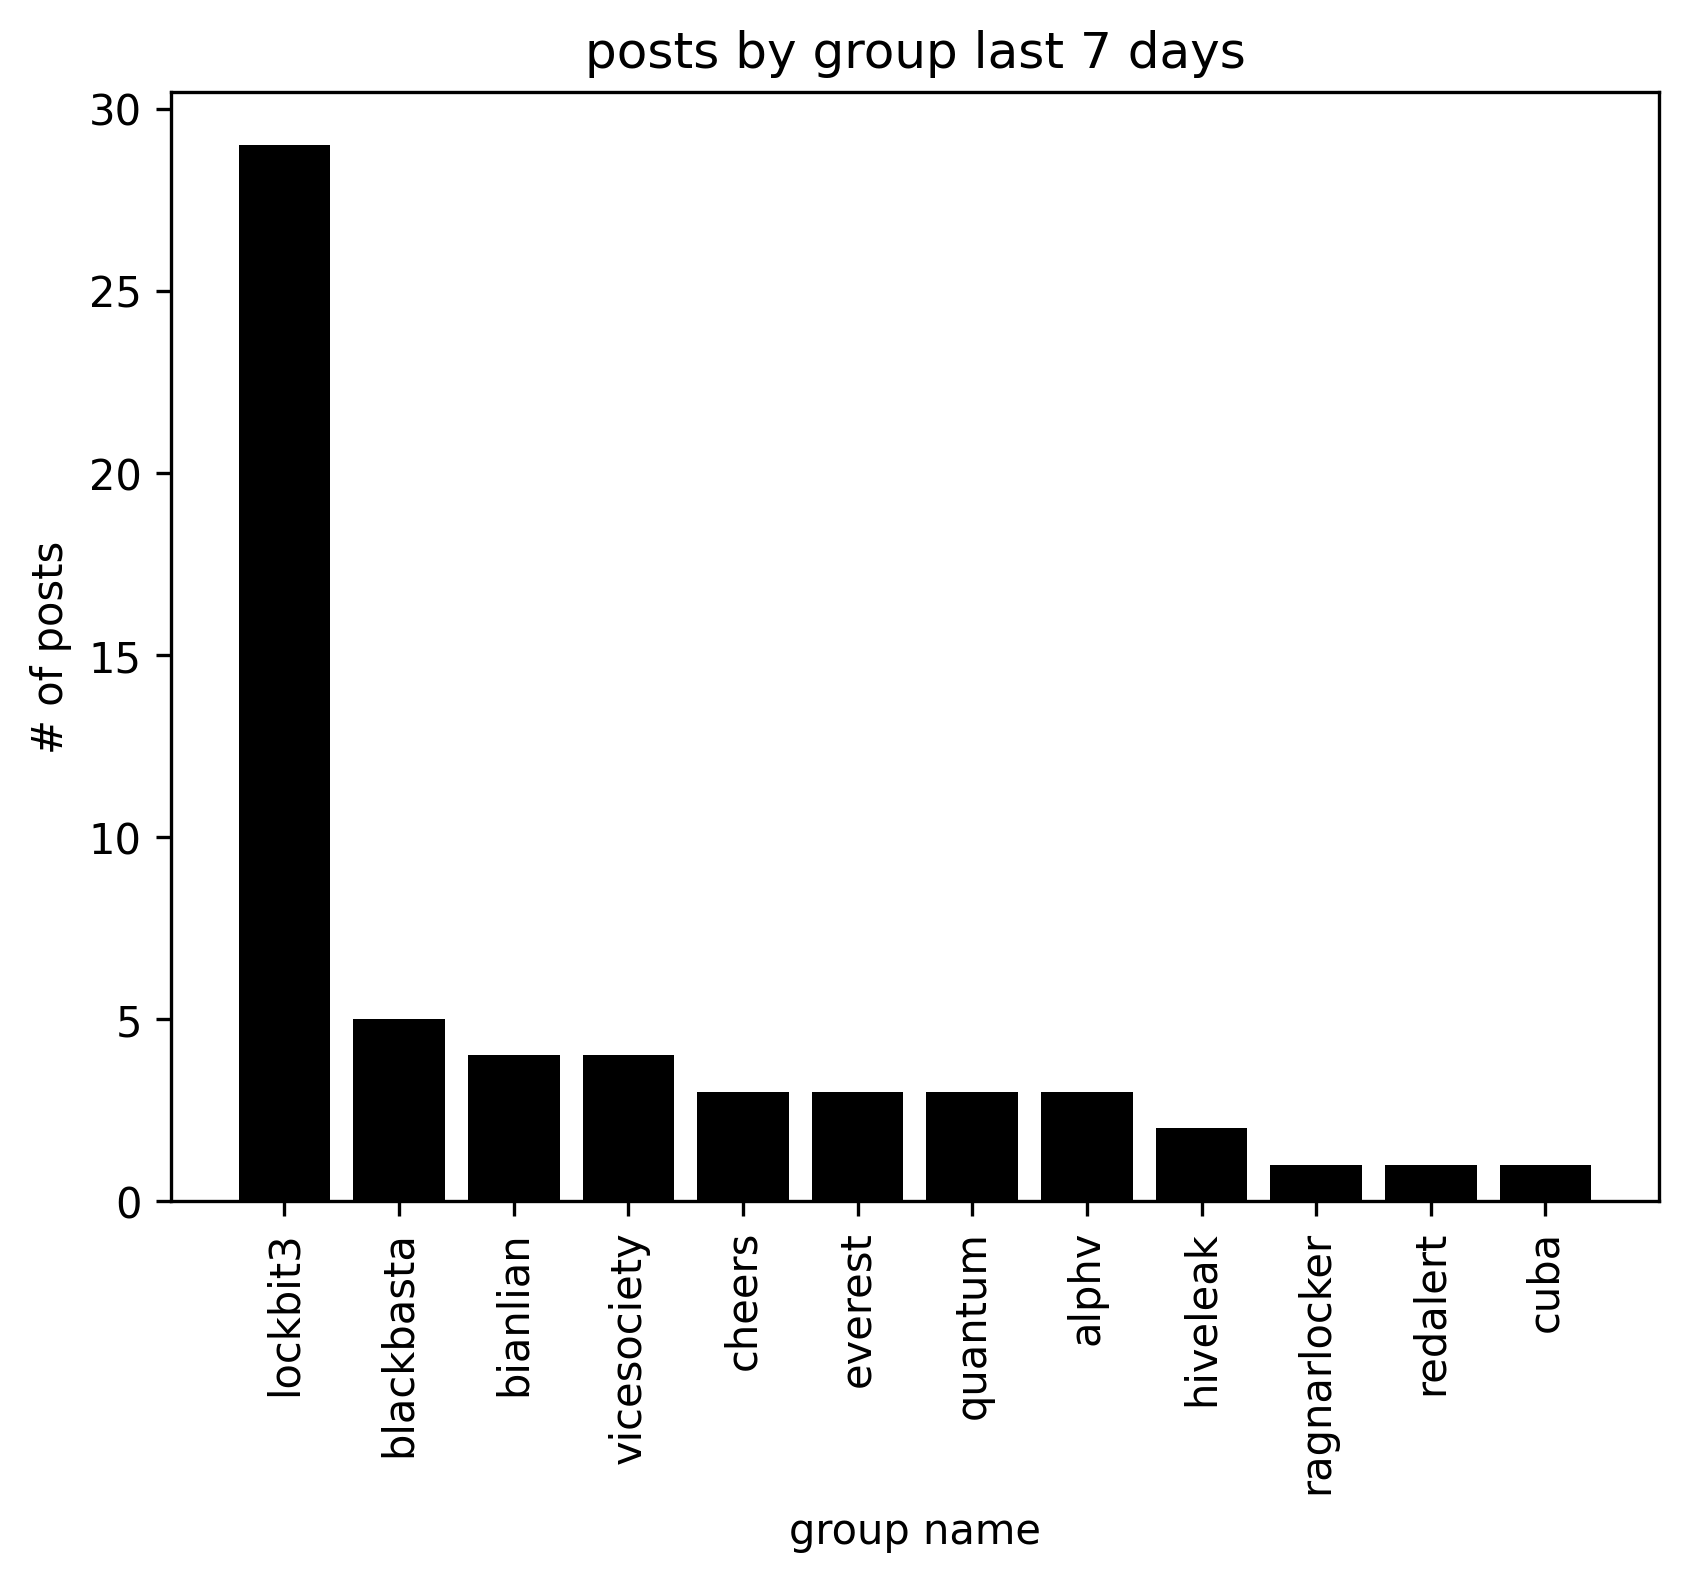 posts by group last 7 days
30
25
20
15
10
5
0
# of posts
lockbit3
blackbasta
bianlian
vicesociety
cheers
everest
quantum
alphv
hiveleak
ragnarlocker
redalert
cuba
group name